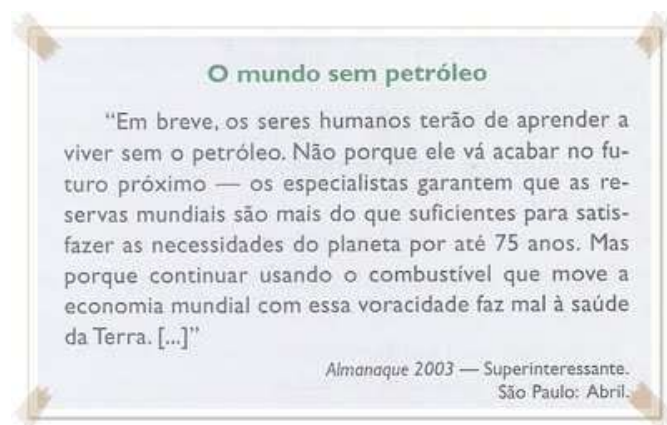 O mundo sem petróleo
“Em breve, os seres humanos terão de aprender a
viver sem o petróleo. Não porque ele vá acabar no fu-
turo próximo — os especialistas garantem que as re-
servas mundiais são mais do que suficientes para satis-
fazer as necessidades do planeta por até 75 anos. Mas
porque continuar usando o combustível que move a
economia mundial com essa voracidade faz mal à saúde
da Terra. [...]”
Almanaque 2003 — Superinteressante.
São Paulo: Abril.